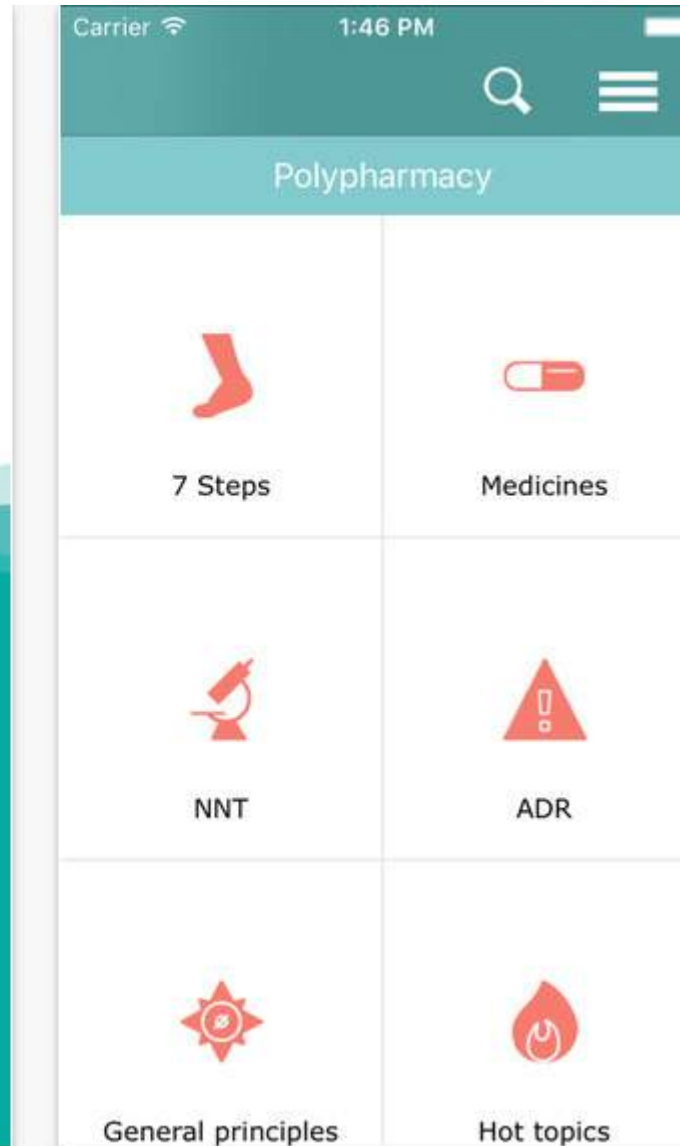 Carrier 1:46 PM
Polypharmacy
7 Steps Medicines
NNT ADR
General principles Hot topics